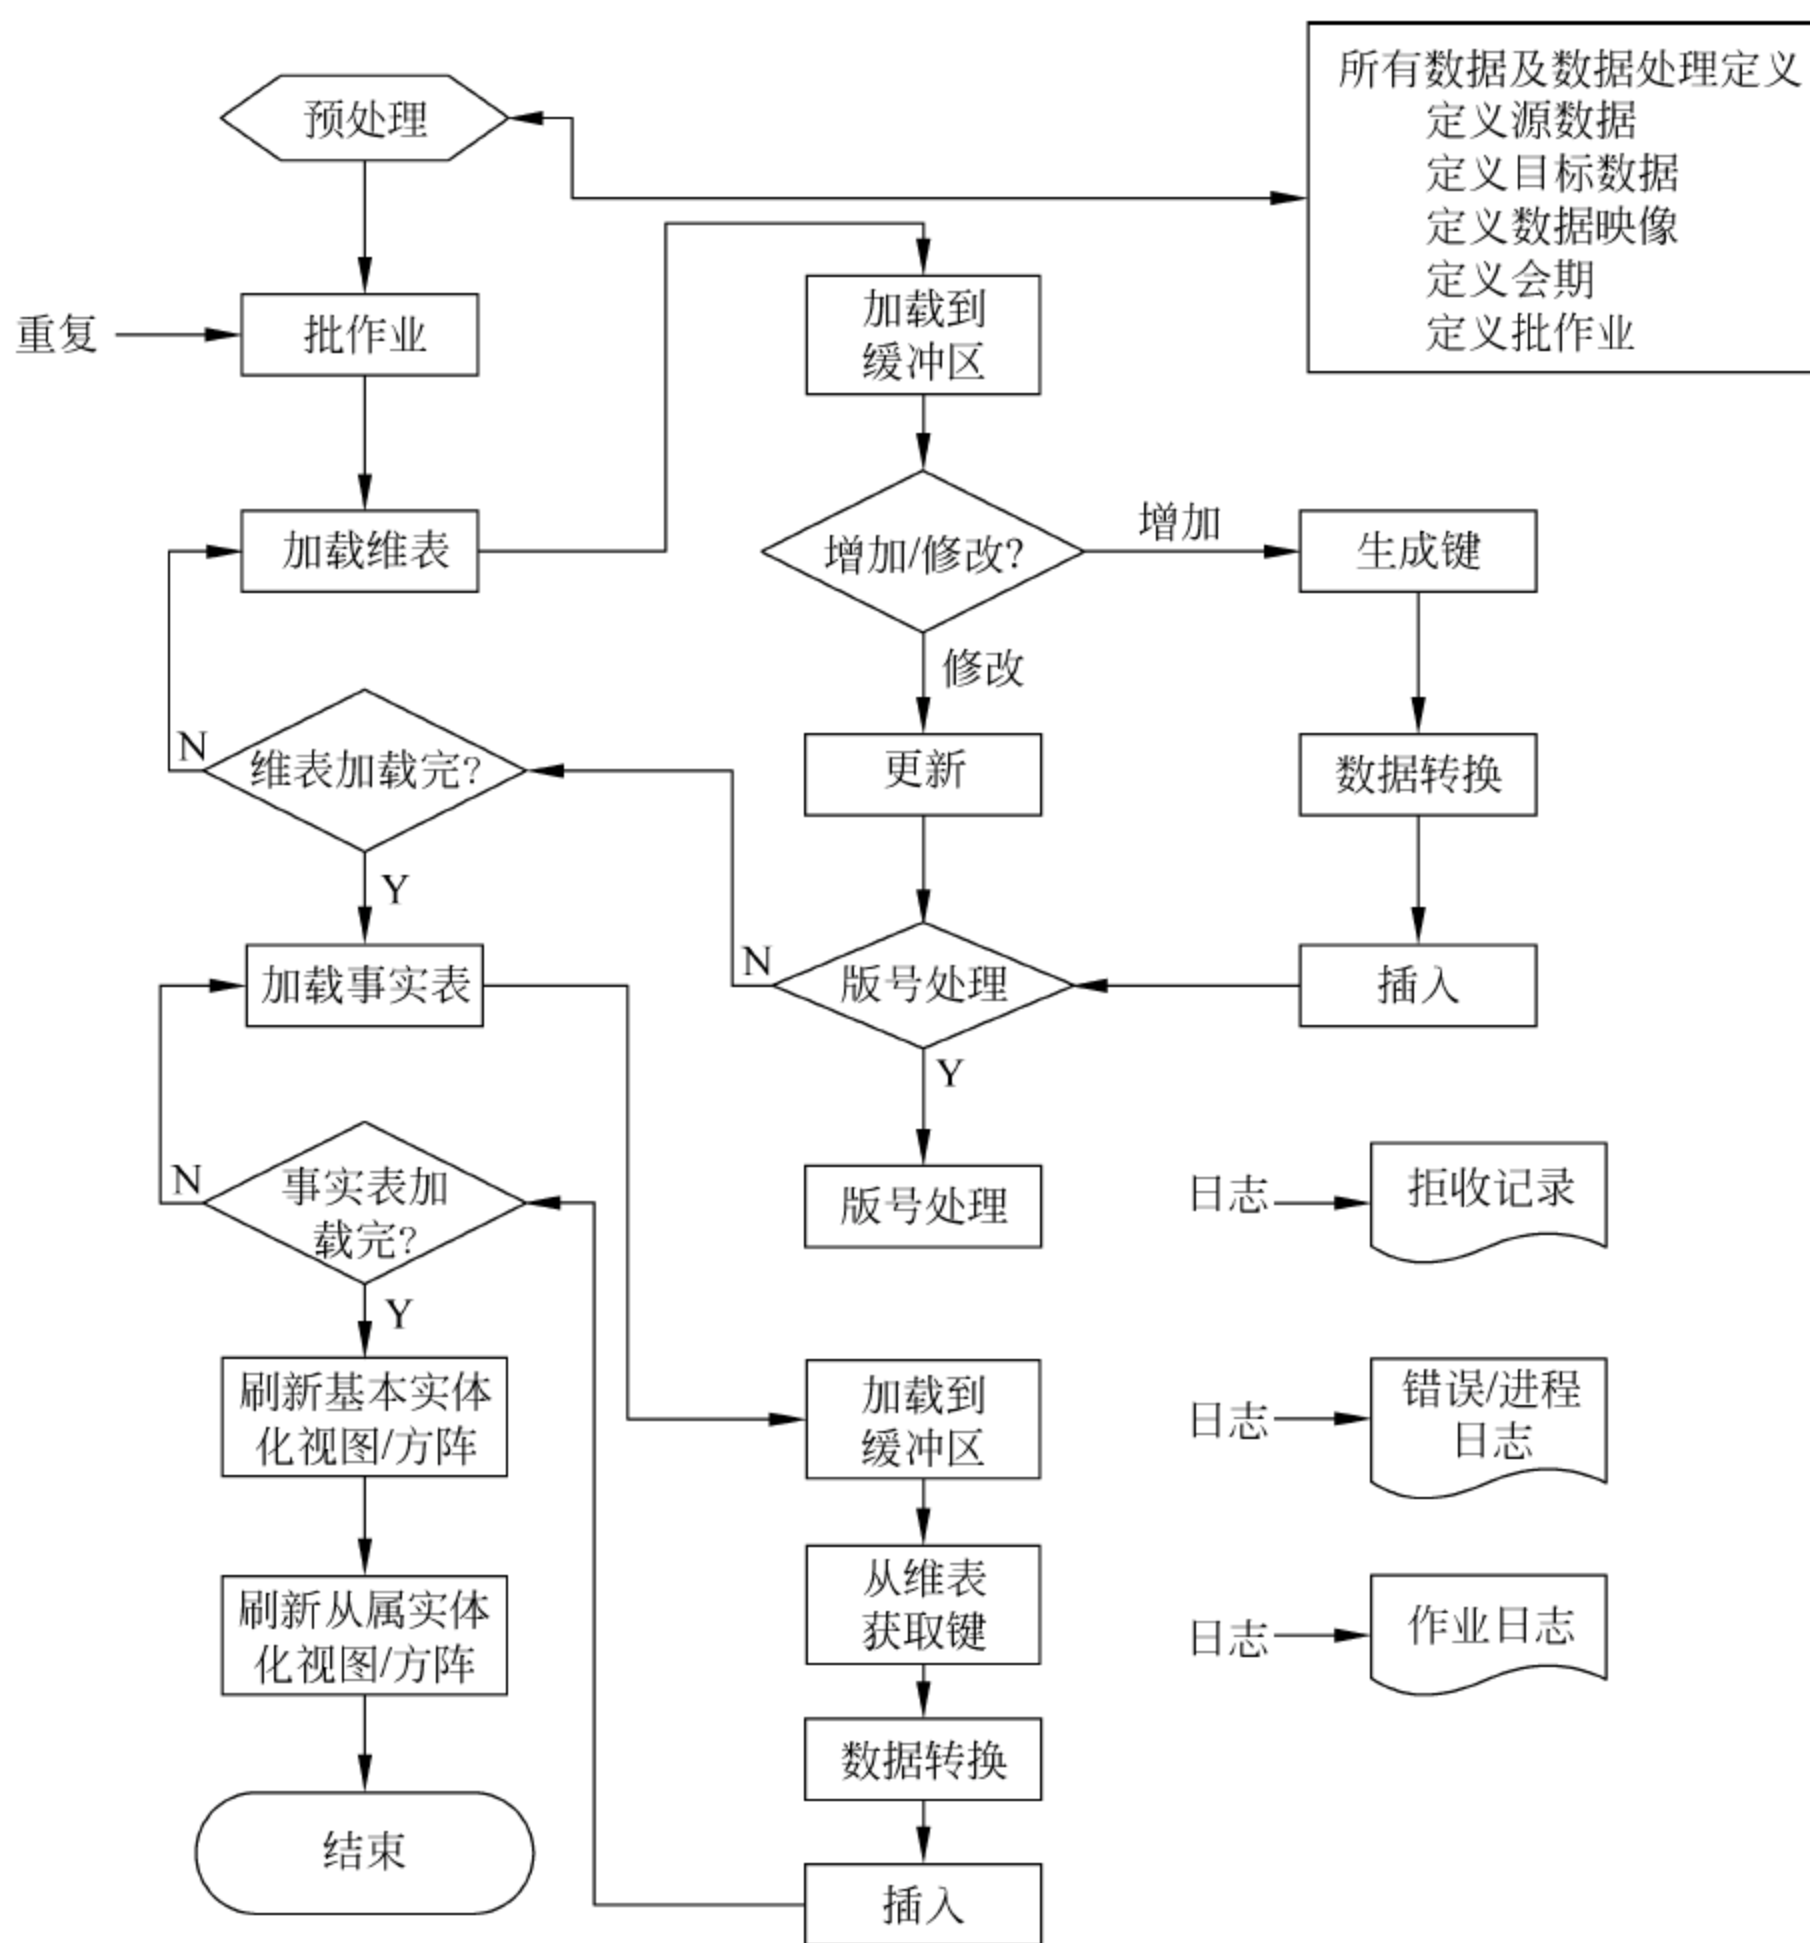 预处理
所有数据及数据处理定义
定义源数据
定义目标数据
定义数据映像
定义会期
定义批作业
重复
批作业
加载到
缓冲区
加载维表
增加/修改?
增加
生成键
修改
N
维表加载完?
更新
数据转换
Y
加载事实表
N
版号处理
插入
Y
N
事实表加
载完?
版号处理
日志
拒收记录
Y
刷新基本实体
化视图/方阵
加载到
缓冲区
日志
错误/进程
日志
刷新从属实体
化视图/方阵
从维表
获取键
日志
作业日志
数据转换
结束
插入